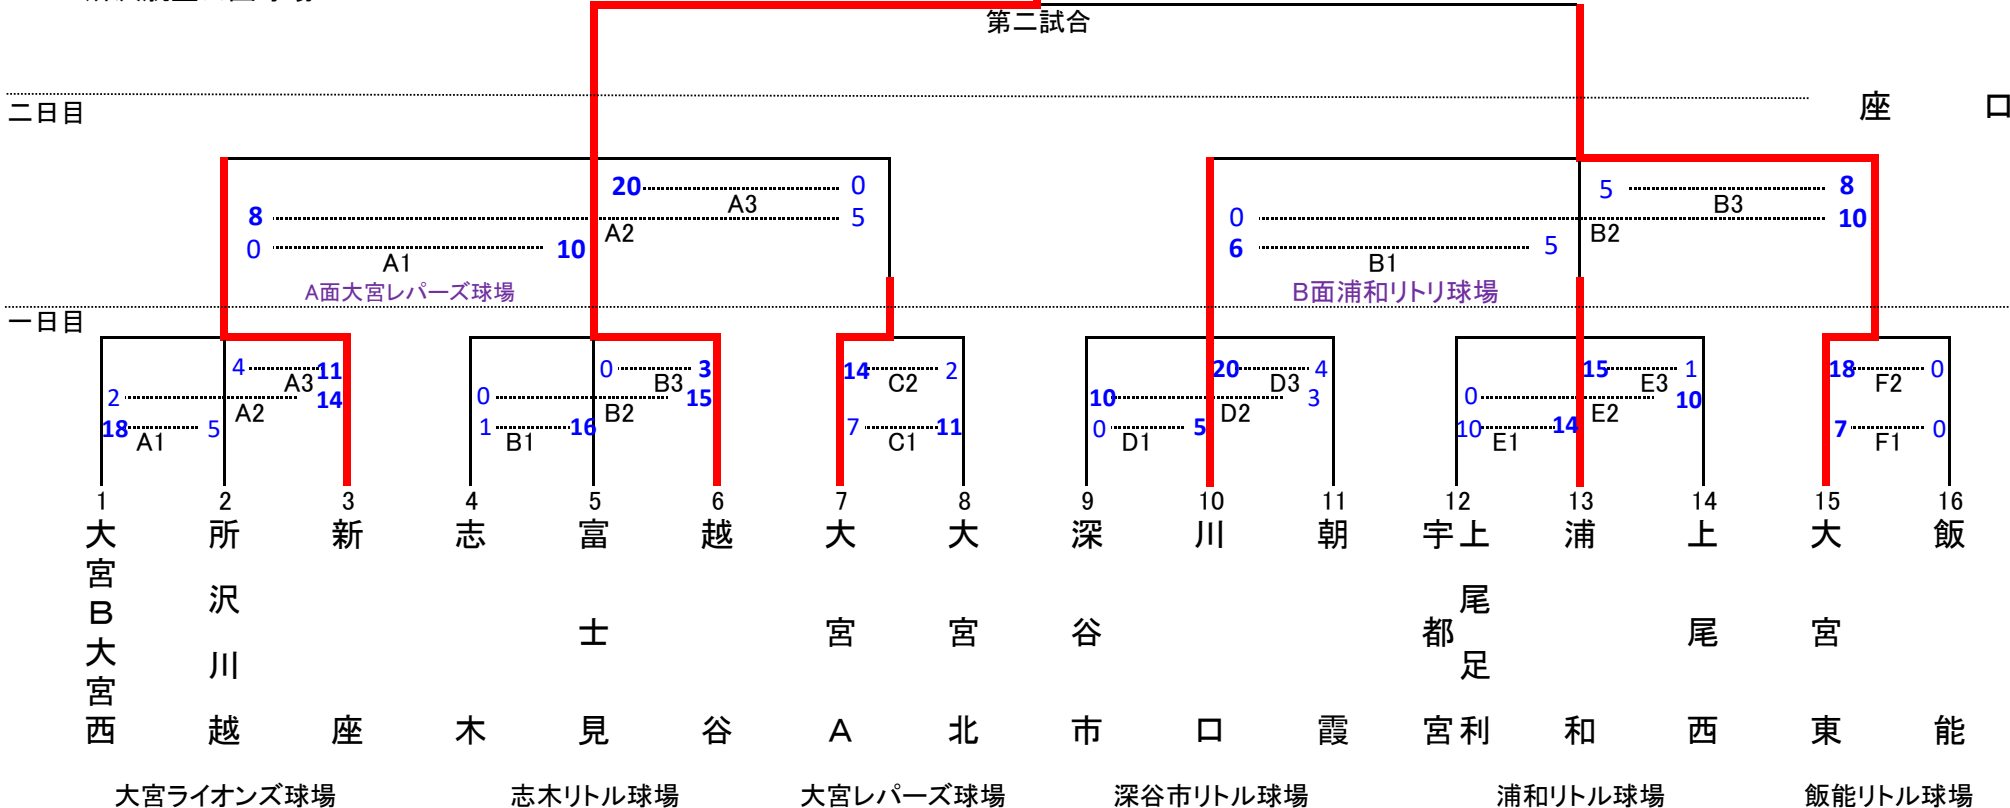 第二試合
二日目
座 口
20 0
A3
8 5
A2
0 10
A1
A面大宮レパーズ球場
5 8
B3
0 10
B2
6 5
B1
B面浦和リトリ球場
一日目
4 11
A3
2 14
A2
18 5
A1
0 3
B3
0 15
B2
1 16
B1
14 2
C2
7 11
C1
20 4
D3
10 3
D2
0 5
D1
15 1
E3
0 10
E2
10 14
E1
18 0
F2
7 0
F1
1 2 3 4 5 6 7 8 9 10 11 12 13 14 15 16
大宮B大宮西
所沢川越
新座
志木
富士見
越谷
大宮A
大宮北
深谷市
川口
朝霞
宇都宮
上尾足利
浦和
上尾西
大宮東
飯能
大宮ライオンズ球場
志木リトル球場
大宮レパーズ球場
深谷市リトル球場
浦和リトル球場
飯能リトル球場